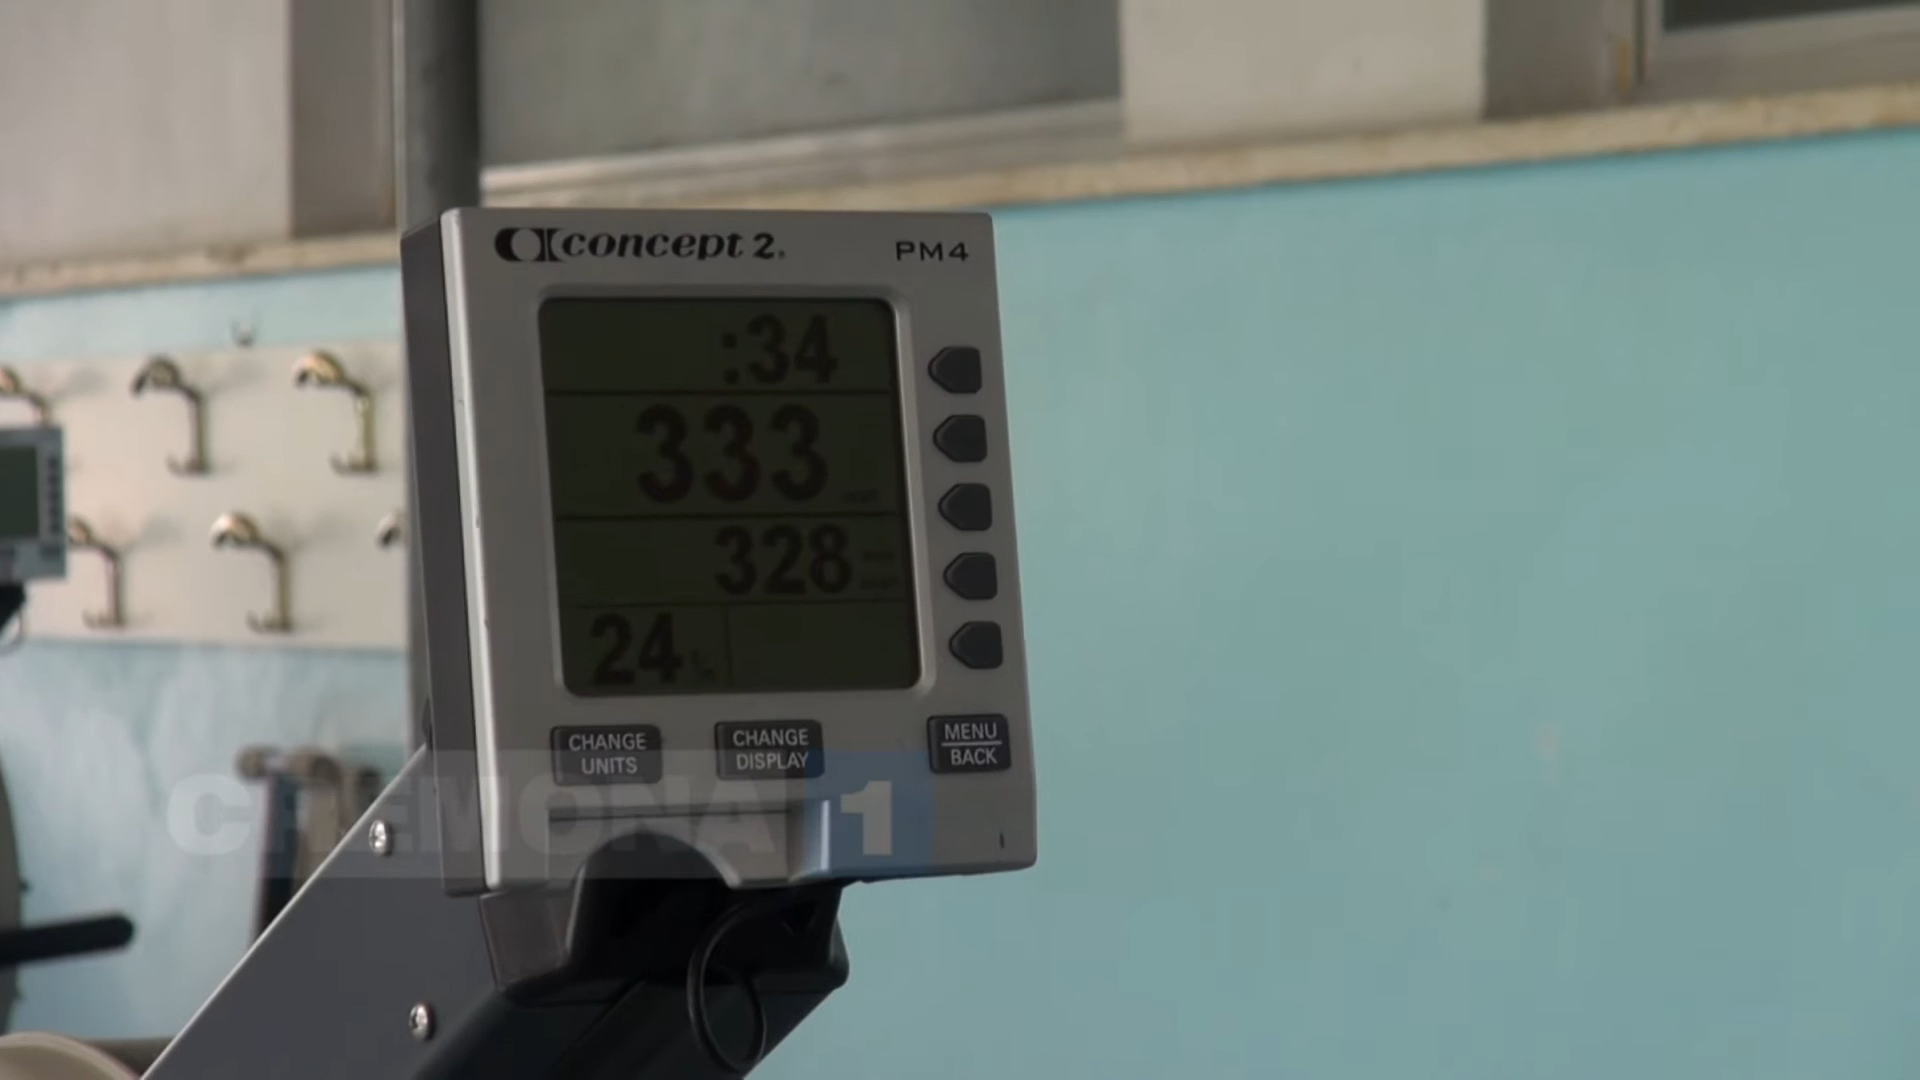 concept 2.
PM4
:34
333
328
24
CHANGE UNITS
CHANGE DISPLAY
MENU
BACK
CREMONA 1